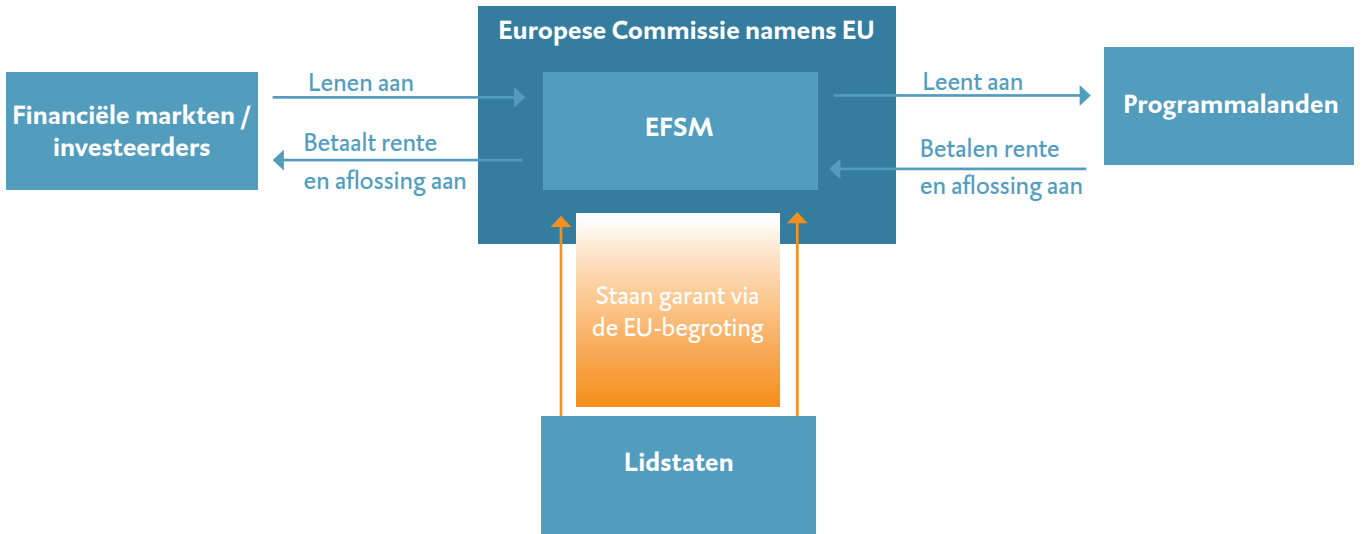 Europese Commissie namens EU
Financiële markten /
investeerders
Lenen aan
Betaalt rente
en aflossing aan
EFSM
Leent aan
Betalen rente
en aflossing aan
Programmalanden
Staan garant via
de EU-begroting
Lidstaten